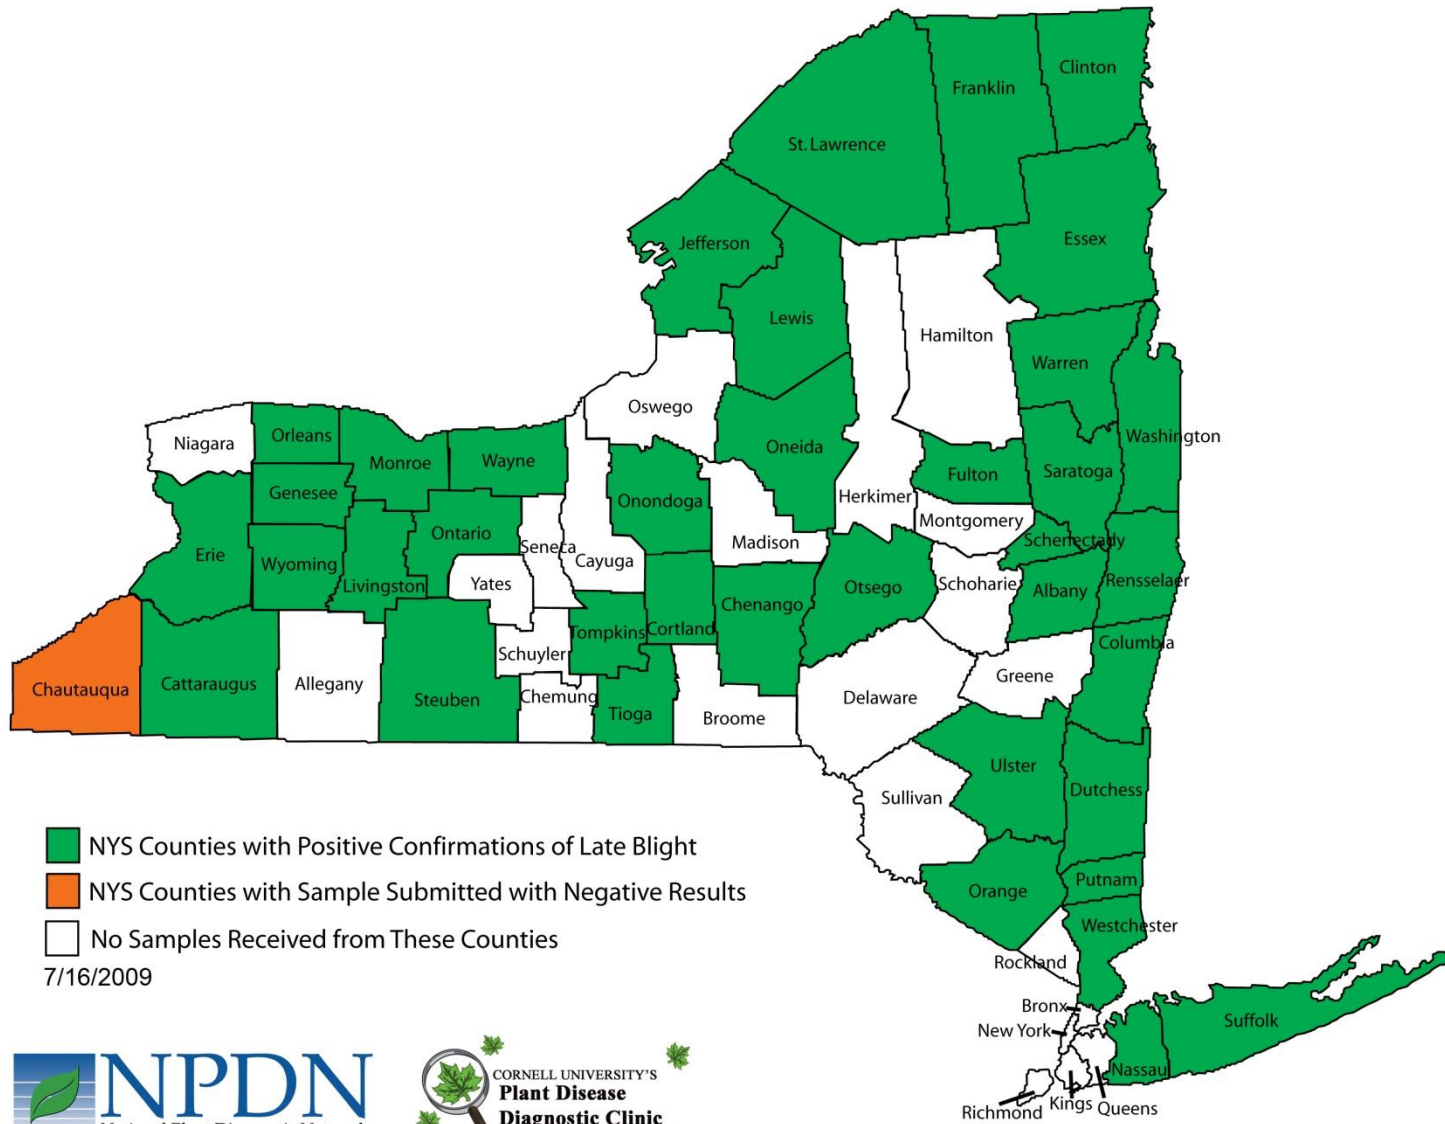 Clinton
Franklin
St. Lawrence
Essex
Jefferson
Lewis
Hamilton
Warren
Oswego
Washington
Niagara
Orleans
Monroe
Wayne
Oneida
Saratoga
Fulton
Genesee
Onondoga
Herkimer
Montgomery
Ontario
Madison
Schenectady
Seneca
Erie
Wyoming
Cayuga
Livingston
Yates
Otsego
Schoharie
Albany
Rensselaer
Chenango
Tompkins
Cortland
Columbia
Schuyler
Chautauqua
Cattaraugus
Allegany
Steuben
Chemung
Tioga
Broome
Delaware
Greene
Ulster
Sullivan
Dutchess
Orange
Putnam
Westchester
Rockland
Bronx
New York
Suffolk
Nassau
Richmond
Kings
Queens
NYS Counties with Positive Confirmations of Late Blight
NYS Counties with Sample Submitted with Negative Results
No Samples Received from These Counties
7/16/2009
NPDN
CORNELL UNIVERSITY'S
Plant Disease
Diagnostic Clinic